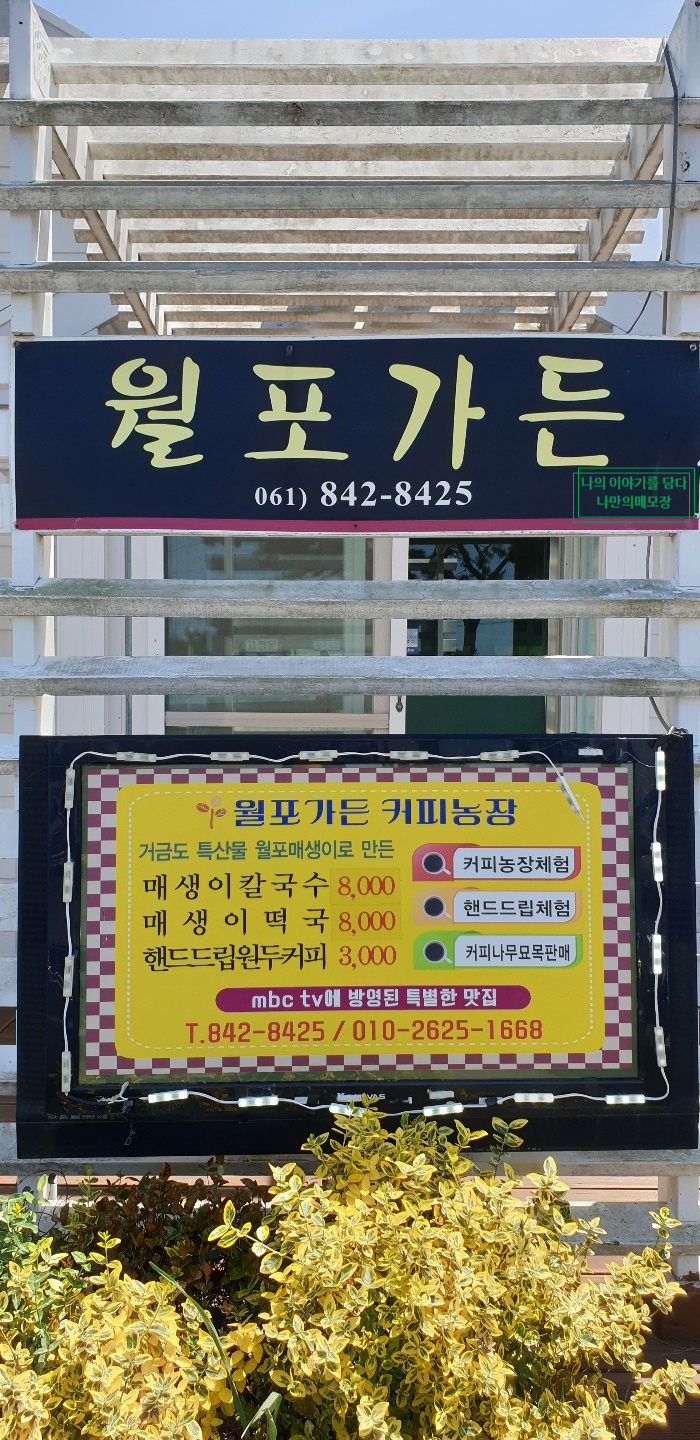 월포가든
061) 842-8425
나의 이야기를 담다
나만의메모장
월포가든 커피농장
거금도 특산물 월포매생이로 만든
매생이칼국수 8,000
매생이떡국 8,000
핸드드립원두커피 3,000
커피농장체험
핸드드립체험
커피나무묘목판매
mbc tv에 방영된 특별한 맛집
T.842-8425 / 010-2625-1668